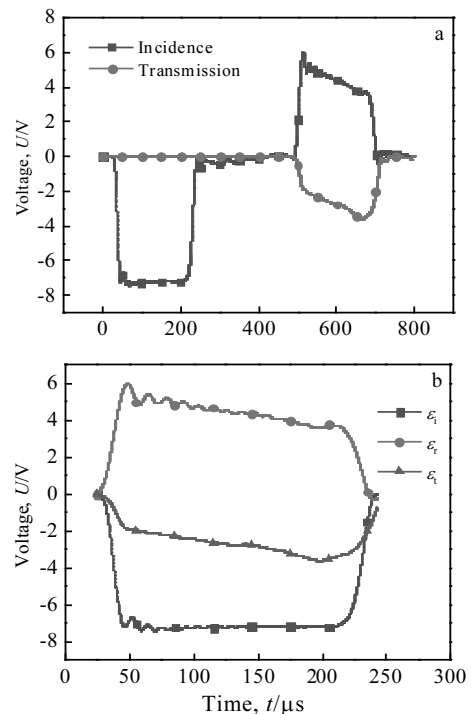 a
8
6
4
2
0
-2
-4
-6
-8
Voltage, U/V
Incidence
Transmission
0 200 400 600 800
b
6
4
2
0
-2
-4
-6
-8
Voltage, U/V
εi
εr
εt
0 50 100 150 200 250 300
Time, t/μs